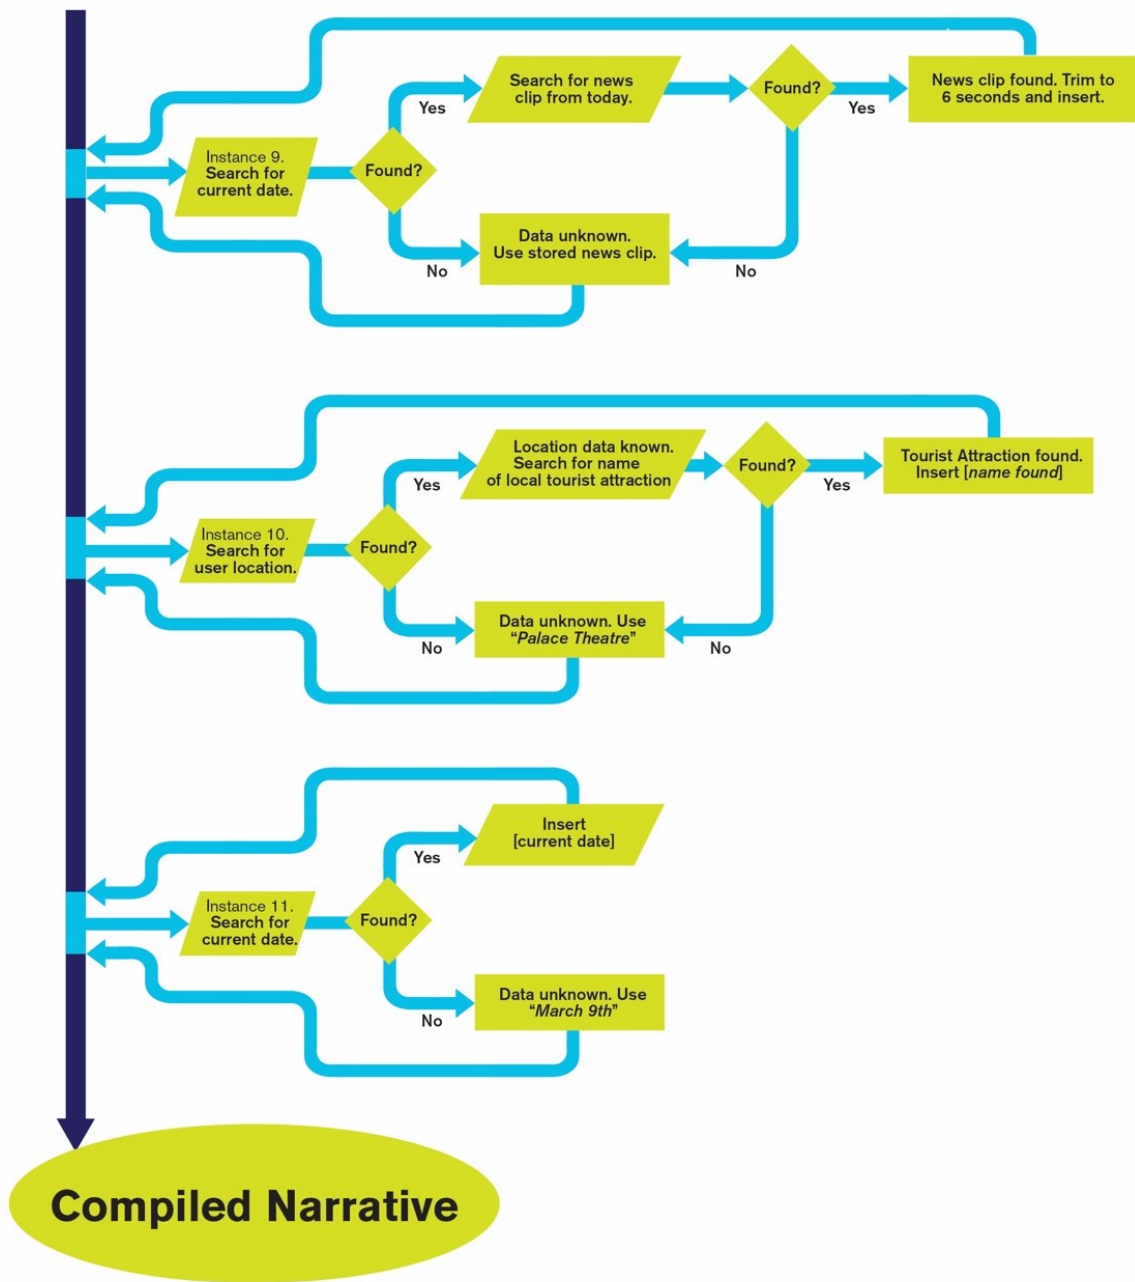 Search for news
clip from today.
Found?
News clip found. Trim to
6 seconds and insert.
Yes
Yes
Instance 9.
Search for
current date.
Found?
Data unknown.
Use stored news clip.
No
No
Location data known.
Search for name
of local tourist attraction
Found?
Tourist Attraction found.
Insert [name found]
Yes
Yes
Instance 10.
Search for
user location.
Found?
Data unknown. Use
“Palace Theatre”
No
No
Insert
[current date]
Yes
Instance 11.
Search for
current date.
Found?
Data unknown. Use
“March 9th”
No
Compiled Narrative